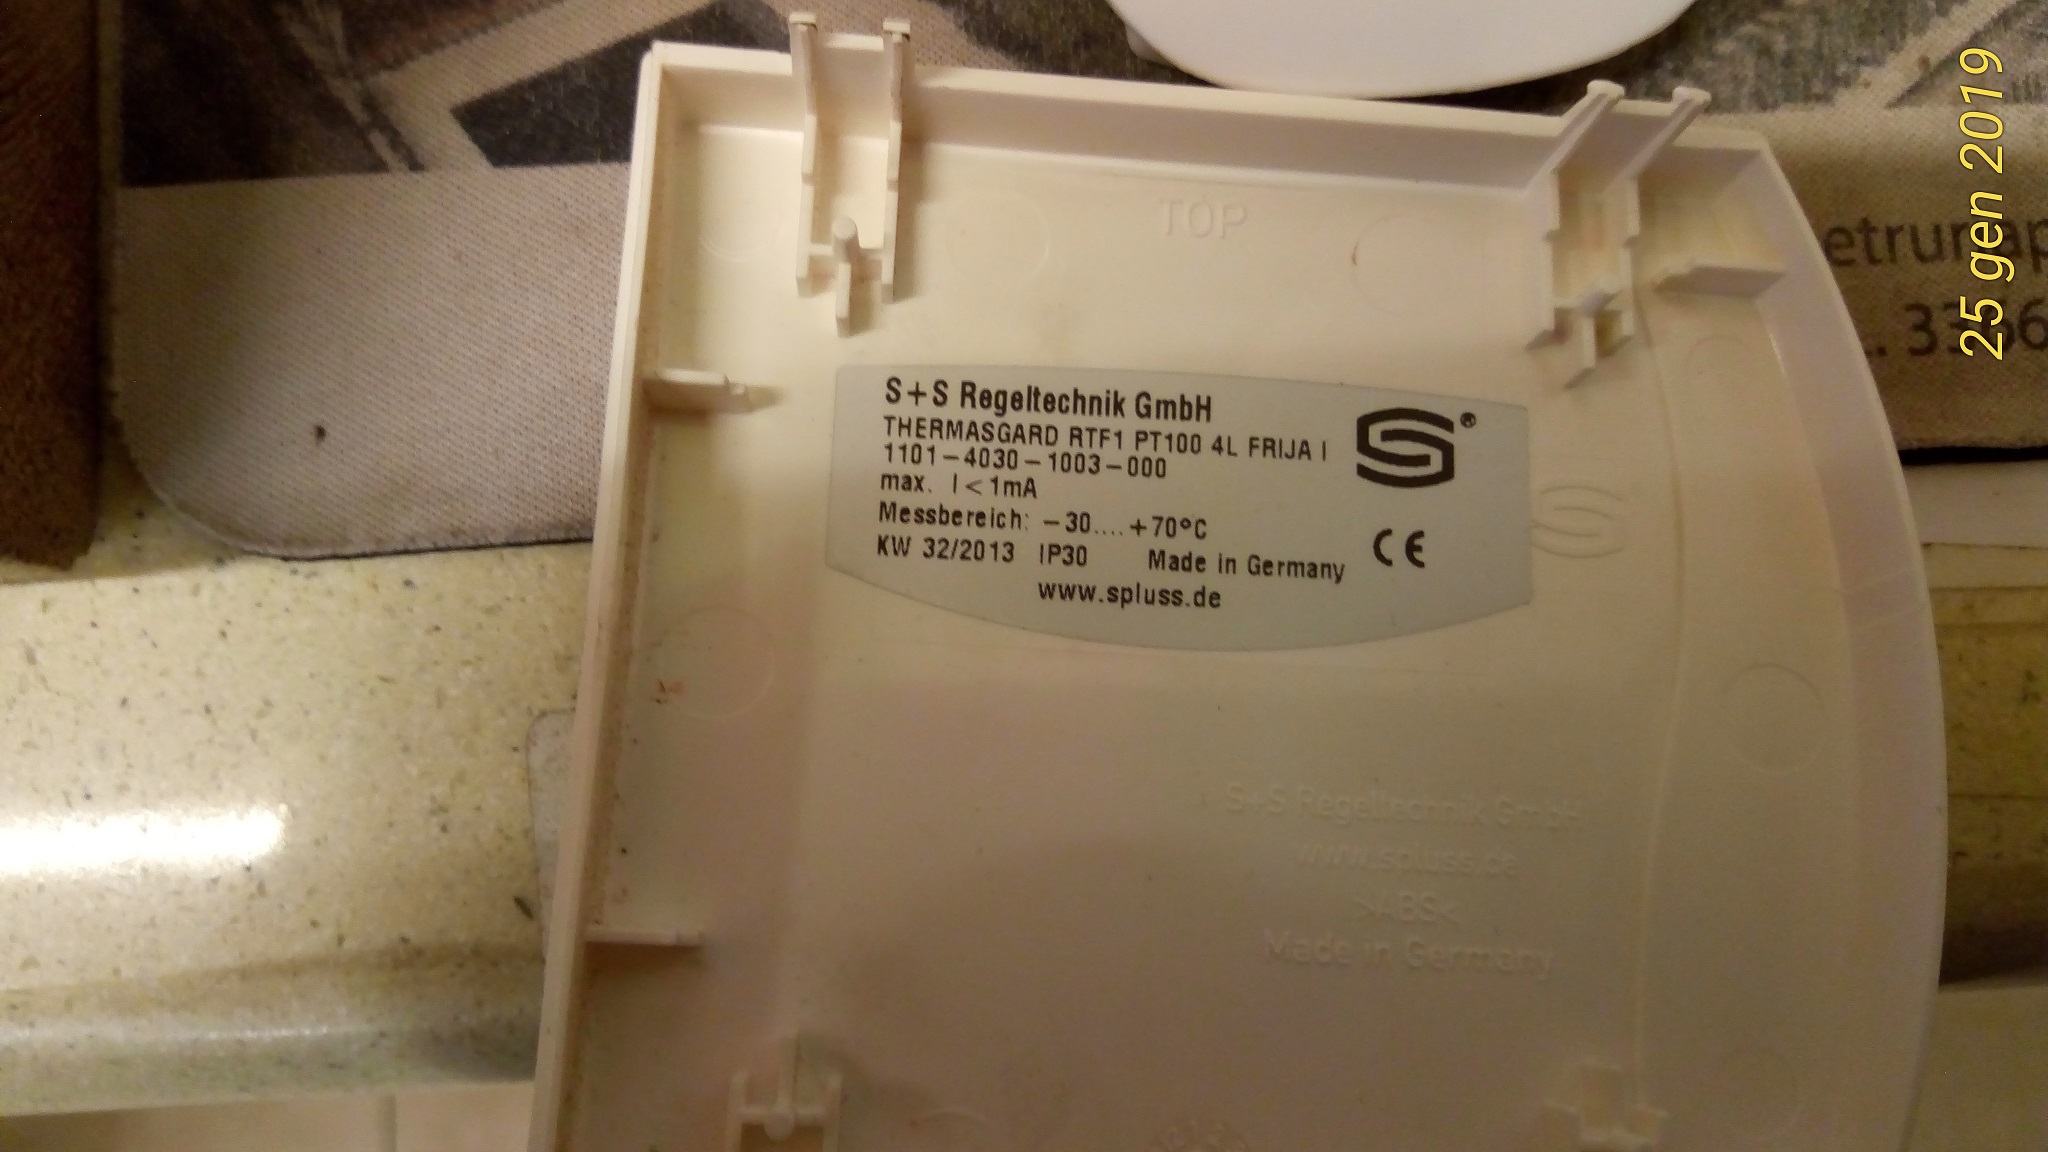 TOP
S+S Regeltechnik GmbH
THERMASGARD RTF1 PT100 4L FRIJA I
1101-4030-1003-000
max. I<1mA
Messbereich: -30....+70°C
KW 32/2013 IP30 Made in Germany
www.spluss.de
S ®
CE
S+S Regeltechnik GmbH
www.spluss.de
>ABS<
Made in Germany
25 gen 2019